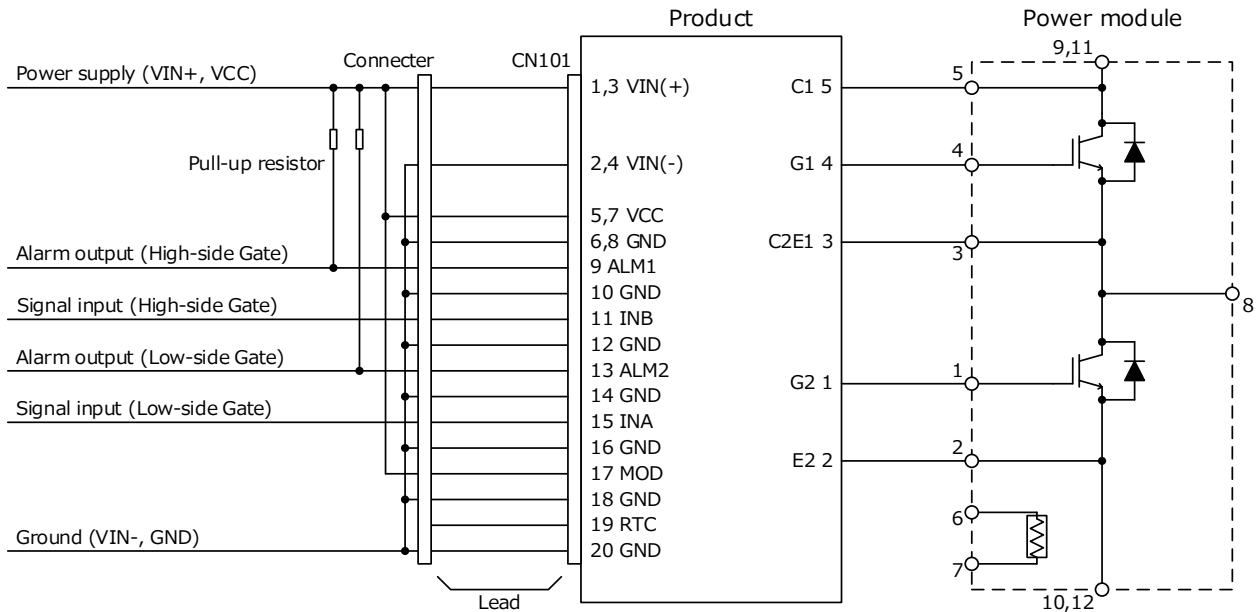 Product
Power module
Connecter
CN101
9,11
Power supply (VIN+, VCC)
1,3 VIN(+)
C1 5
5
Pull-up resistor
2,4 VIN(-)
G1 4
4
5,7 VCC
Alarm output (High-side Gate)
6,8 GND
C2E1 3
3
9 ALM1
10 GND
8
Signal input (High-side Gate)
11 INB
12 GND
Alarm output (Low-side Gate)
13 ALM2
G2 1
1
14 GND
Signal input (Low-side Gate)
15 INA
16 GND
E2 2
2
17 MOD
18 GND
6
19 RTC
Ground (VIN-, GND)
20 GND
7
Lead
10,12